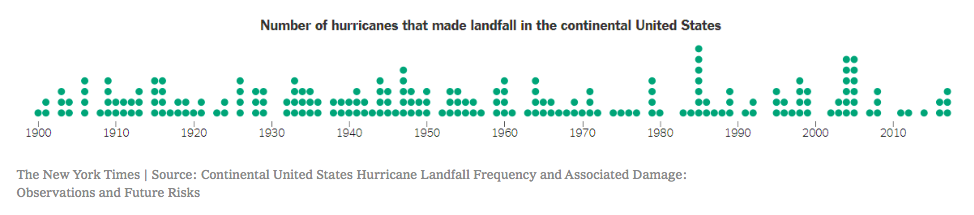 Number of hurricanes that made landfall in the continental United States
1900 1910 1920 1930 1940 1950 1960 1970 1980 1990 2000 2010
The New York Times | Source: Continental United States Hurricane Landfall Frequency and Associated Damage:
Observations and Future Risks